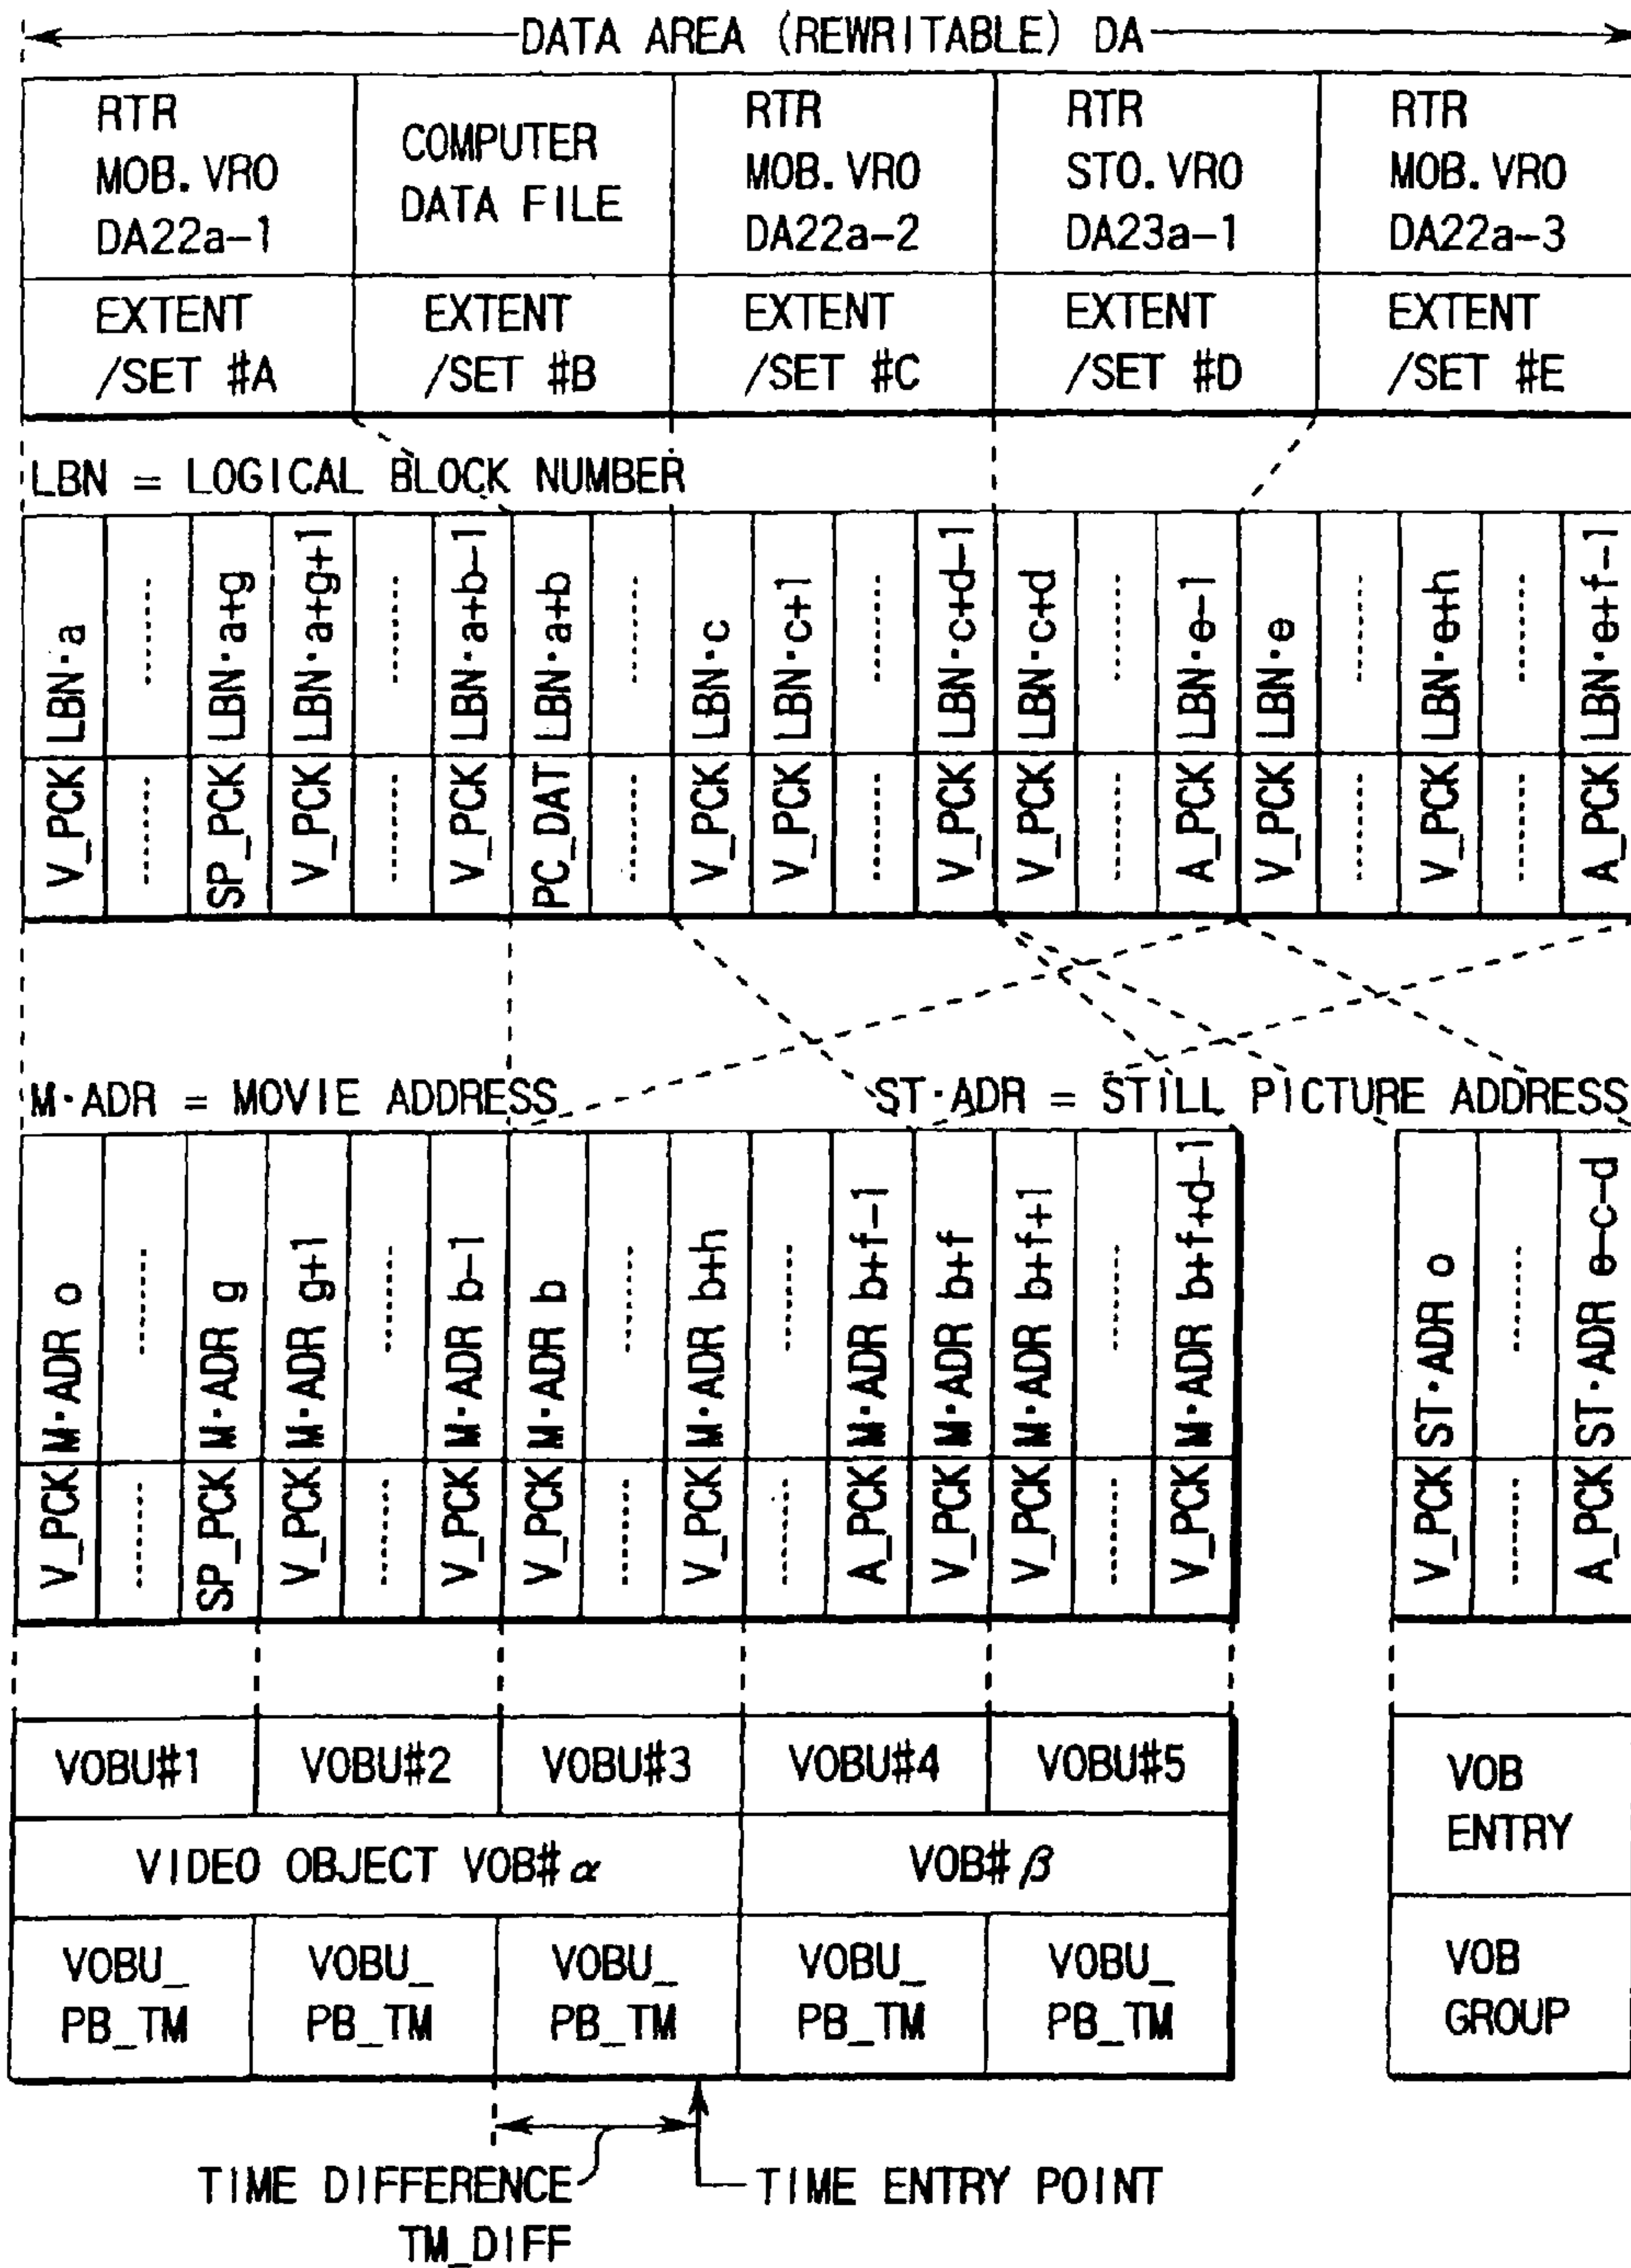 DATA AREA (REWRITABLE) DA
RTR MOB.VRO DA22a-1
COMPUTER DATA FILE
RTR MOB.VRO DA22a-2
RTR STO.VRO DA23a-1
RTR MOB.VRO DA22a-3
EXTENT /SET #A
EXTENT /SET #B
EXTENT /SET #C
EXTENT /SET #D
EXTENT /SET #E
LBN = LOGICAL BLOCK NUMBER
V_PCK LBN·a
........ ........
SP_PCK LBN·a+g
V_PCK LBN·a+g+1
........ ........
V_PCK LBN·a+b-1
PC_DAT LBN·a+b
........ ........
V_PCK LBN·c
V_PCK LBN·c+1
........ ........
V_PCK LBN·c+d-1
V_PCK LBN·c+d
........ ........
A_PCK LBN·e-1
V_PCK LBN·e
........ ........
V_PCK LBN·e+h
........ ........
A_PCK LBN·e+f-1
M·ADR = MOVIE ADDRESS
ST·ADR = STILL PICTURE ADDRESS
V_PCK M·ADR o
........ ........
SP_PCK M·ADR g
V_PCK M·ADR g+1
........ ........
V_PCK M·ADR b-1
V_PCK M·ADR b
........ ........
V_PCK M·ADR b+h
........ ........
A_PCK M·ADR b+f-1
V_PCK M·ADR b+f
V_PCK M·ADR b+f+1
........ ........
V_PCK M·ADR b+f+d-1
V_PCK ST·ADR o
........ ........
A_PCK ST·ADR e-c-d
VOBU#1
VOBU#2
VOBU#3
VOBU#4
VOBU#5
VOB ENTRY
VIDEO OBJECT VOB#α
VOB#β
VOBU_ PB_TM
VOBU_ PB_TM
VOBU_ PB_TM
VOBU_ PB_TM
VOBU_ PB_TM
VOB GROUP
TIME DIFFERENCE
TM_DIFF
TIME ENTRY POINT